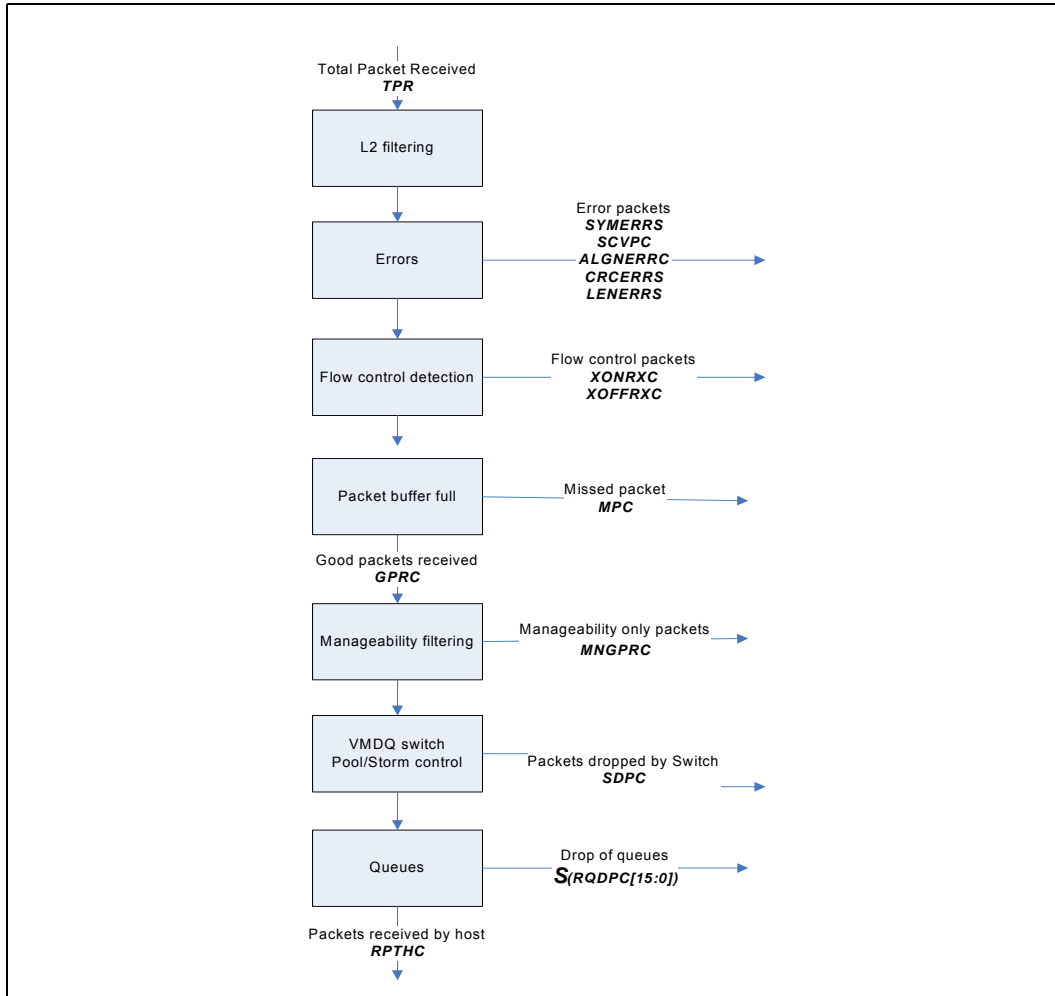 Total Packet Received
TPR
L2 filtering
Errors
Error packets
SYMERRS
SCVPC
ALGNERRC
CRCERRS
LENERRS
Flow control detection
Flow control packets
XONRXC
XOFFRXC
Packet buffer full
Missed packet
MPC
Good packets received
GPRC
Manageability filtering
Manageability only packets
MNGPRC
VMDQ switch
Pool/Storm control
Packets dropped by Switch
SDPC
Queues
Drop of queues
S(RQDPC[15:0])
Packets received by host
RPTHC